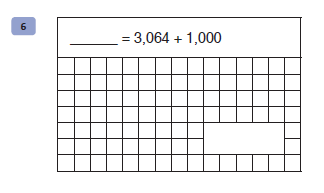 6
______ = 3,064 + 1,000